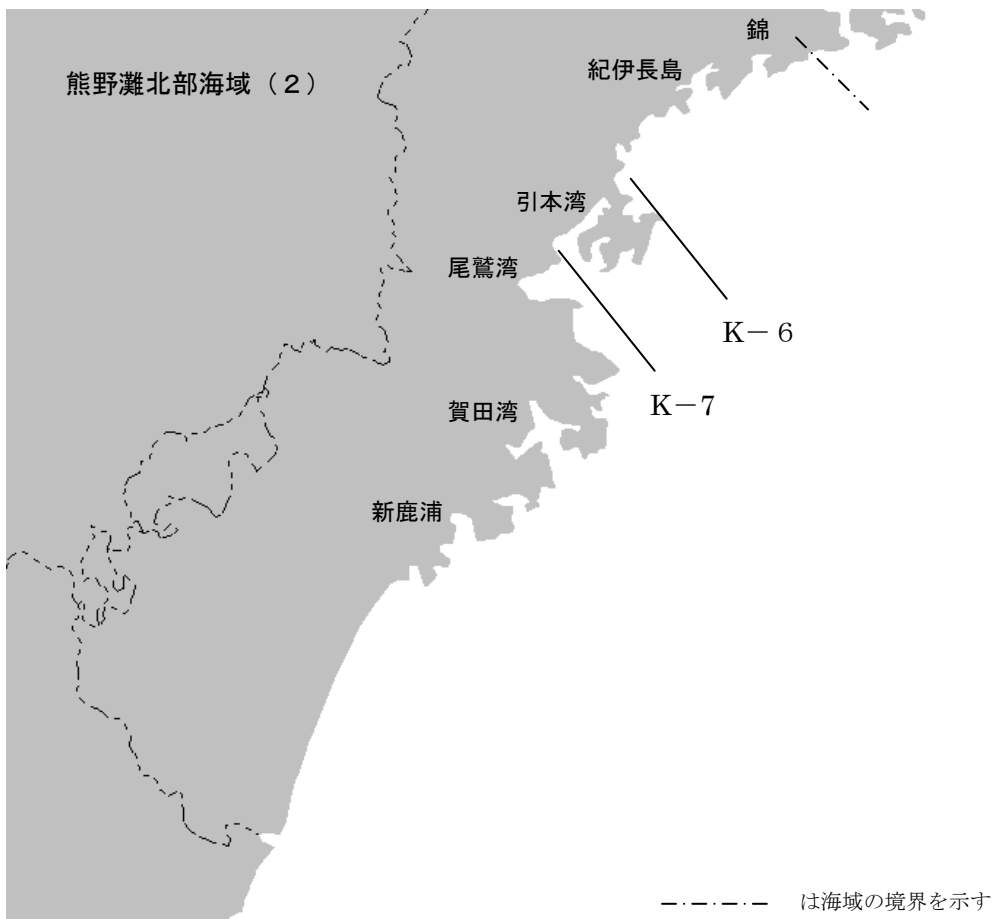 錦
紀伊長島
熊野灘北部海域（２）
引本湾
尾鷲湾
K－６
K－7
賀田湾
新鹿浦
は海域の境界を示す